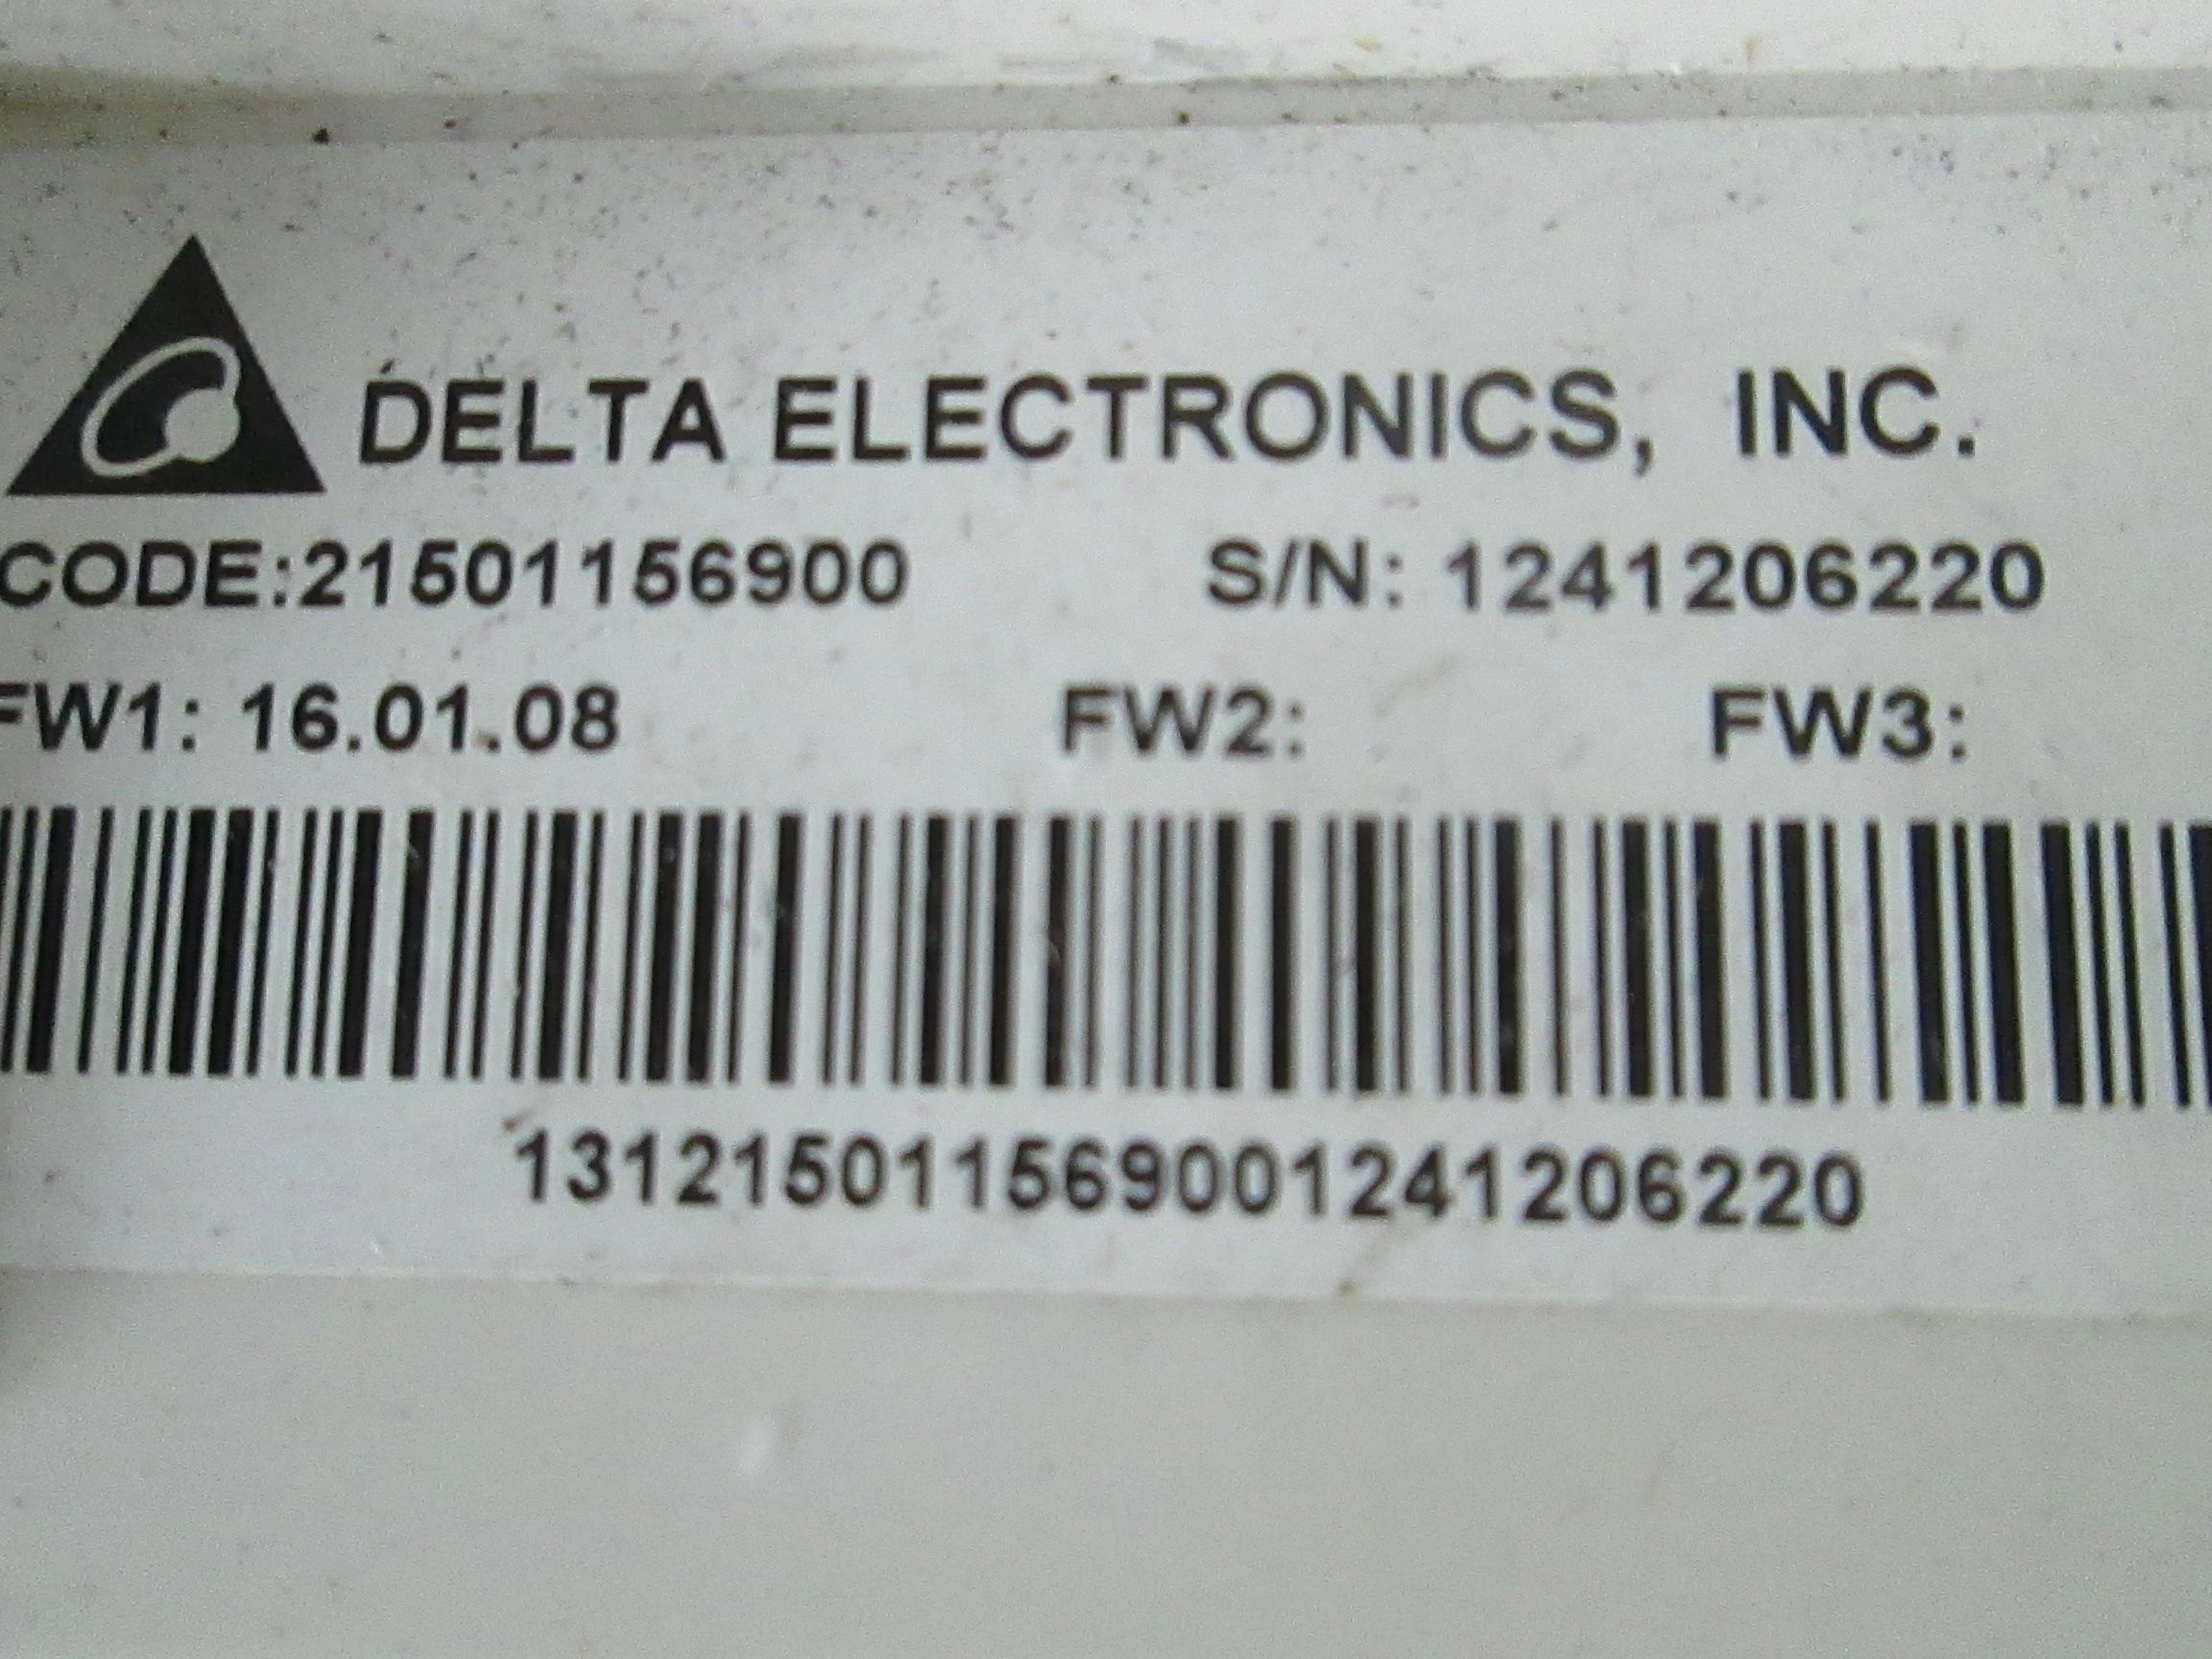 DELTA ELECTRONICS, INC.
CODE:21501156900 S/N: 1241206220
FW1: 16.01.08 FW2: FW3:
131215011569001241206220